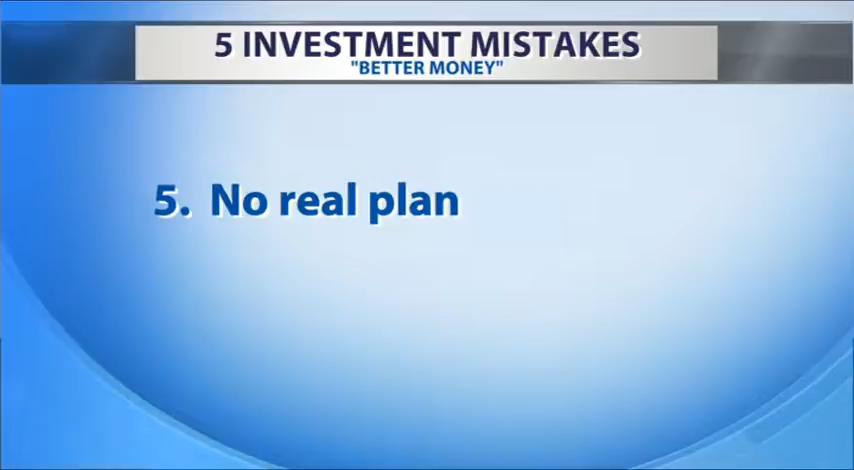 5 INVESTMENT MISTAKES
"BETTER MONEY"
5. No real plan